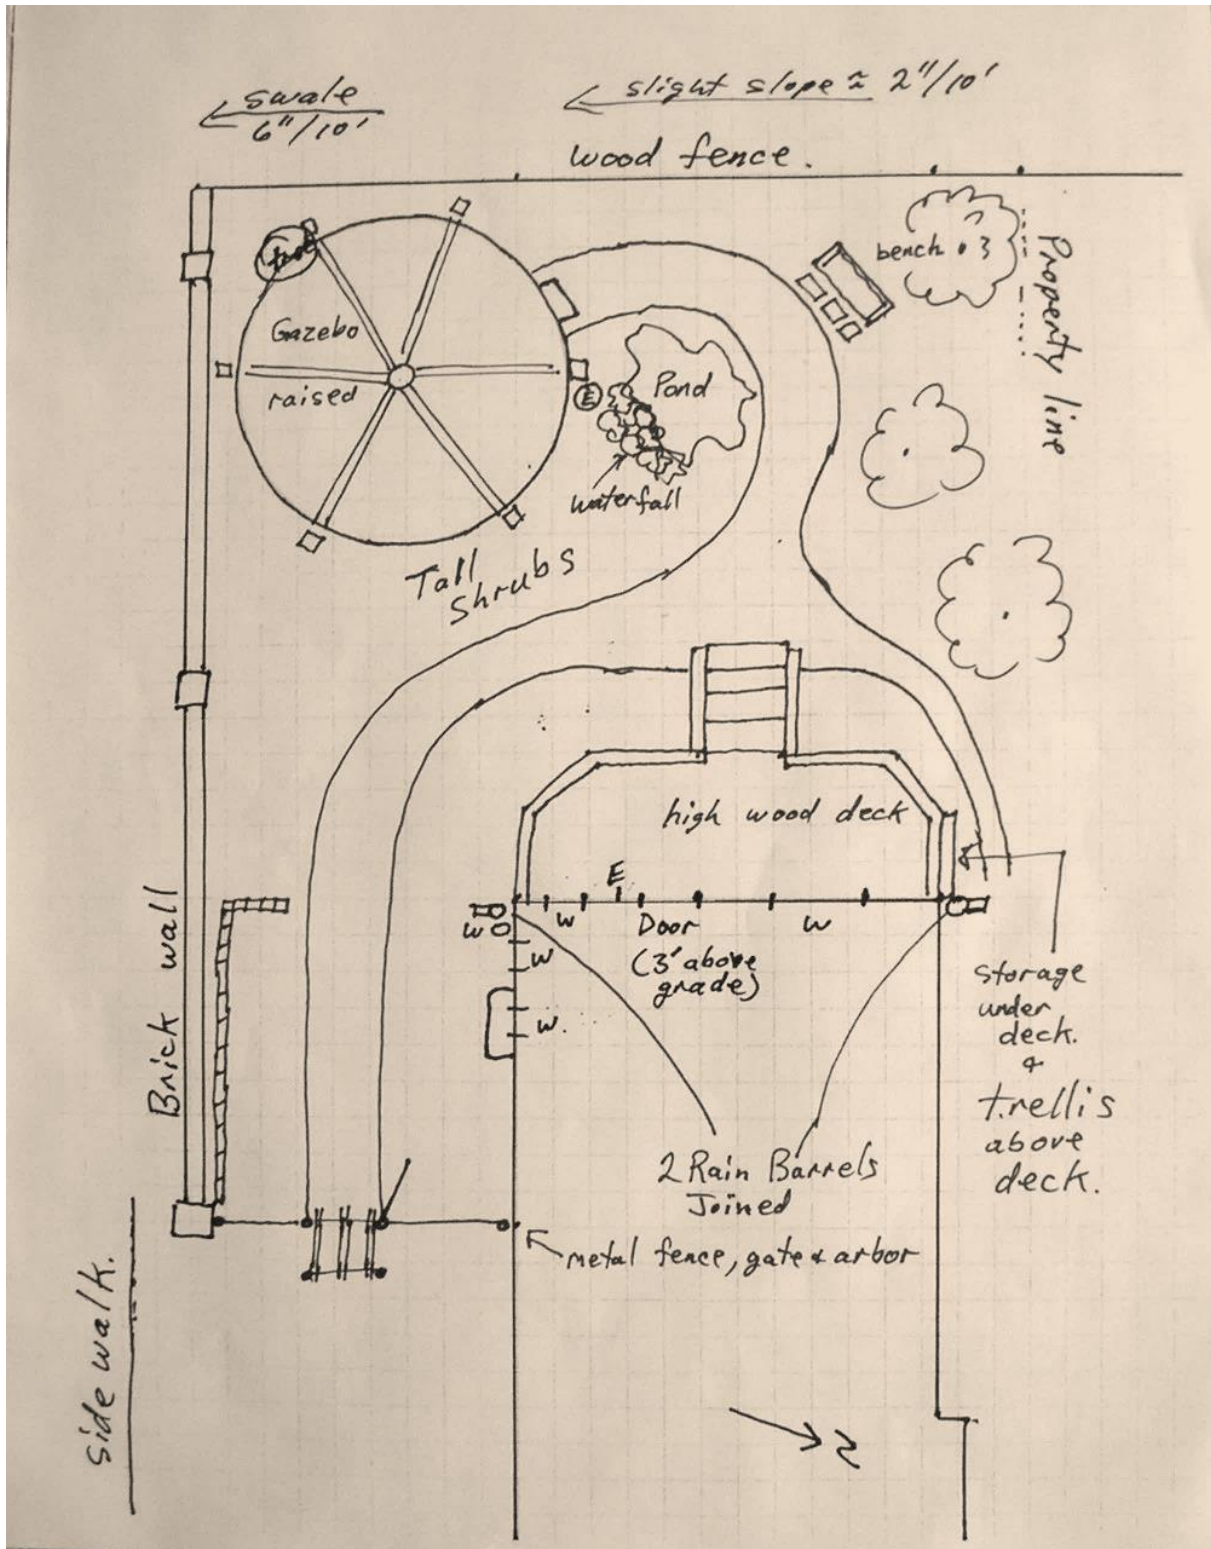 swale
6"/10'
slight slope ≈ 2"/10'
wood fence.
Gazebo
raised
E
Pond
waterfall
bench
Property line
Tall
Shrubs
high wood deck
E
W
W
Door
W
(3' above
grade)
W
W.
Brick wall
Storage
under
deck.
&
trellis
above
deck.
2 Rain Barrels
Joined
metal fence, gate & arbor
Side walk.
N